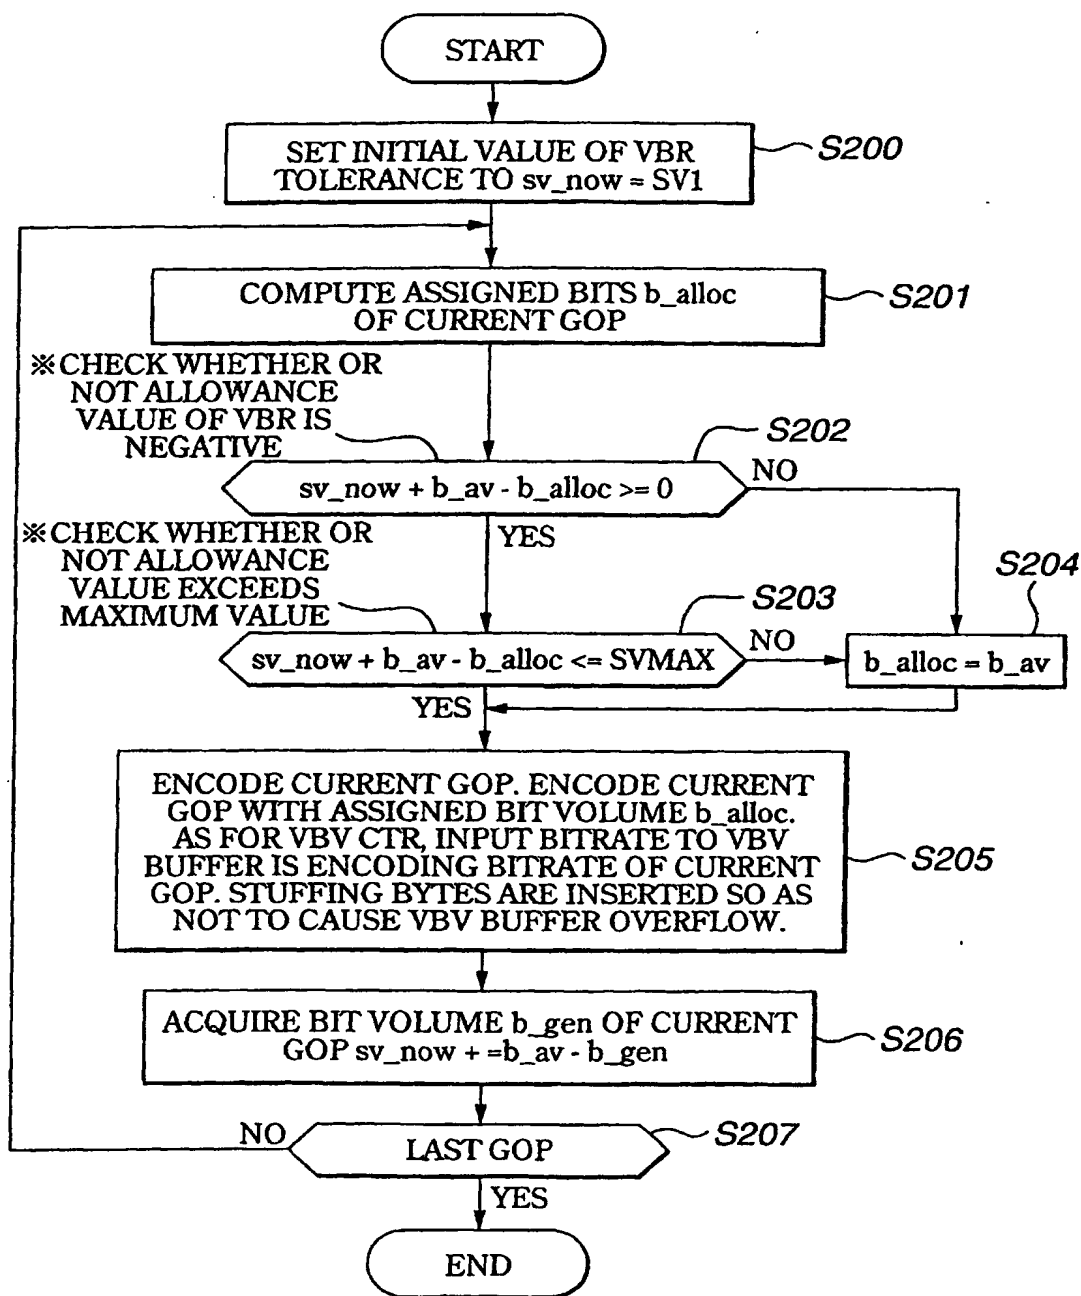 START
SET INITIAL VALUE OF VBR
TOLERANCE TO sv_now = SV1
S200
COMPUTE ASSIGNED BITS b_alloc
OF CURRENT GOP
S201
※CHECK WHETHER OR
NOT ALLOWANCE
VALUE OF VBR IS
NEGATIVE
S202
sv_now + b_av - b_alloc >= 0
NO
YES
※CHECK WHETHER OR
NOT ALLOWANCE
VALUE EXCEEDS
MAXIMUM VALUE
S203
sv_now + b_av - b_alloc <= SVMAX
NO
S204
b_alloc = b_av
YES
ENCODE CURRENT GOP. ENCODE CURRENT
GOP WITH ASSIGNED BIT VOLUME b_alloc.
AS FOR VBV CTR, INPUT BITRATE TO VBV
BUFFER IS ENCODING BITRATE OF CURRENT
GOP. STUFFING BYTES ARE INSERTED SO AS
NOT TO CAUSE VBV BUFFER OVERFLOW.
S205
ACQUIRE BIT VOLUME b_gen OF CURRENT
GOP sv_now + =b_av - b_gen
S206
NO
LAST GOP
S207
YES
END